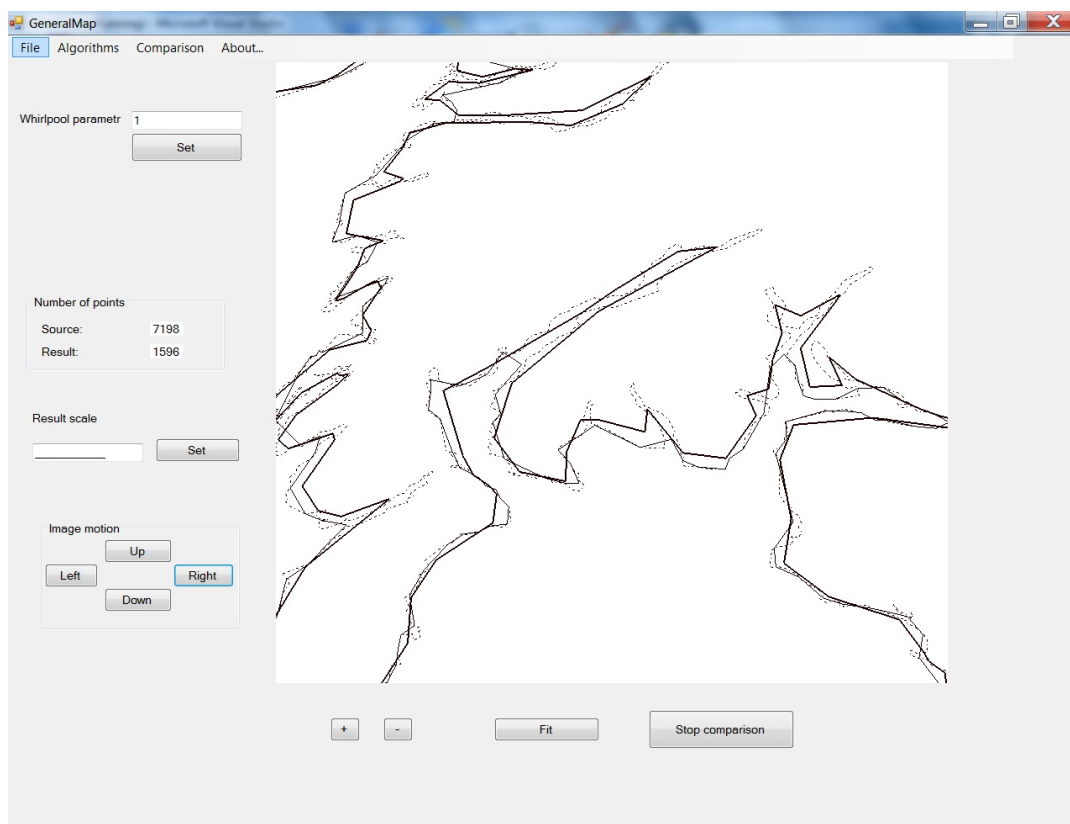 GeneralMap
File Algorithms Comparison About...
Whirlpool parametr 1
Set
Number of points
Source: 7198
Result: 1596
Result scale
Set
Image motion
Up
Left Right
Down
+ - Fit Stop comparison